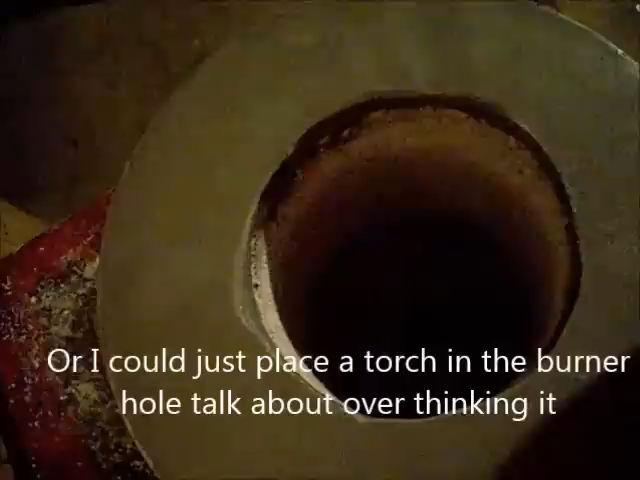 Or I could just place a torch in the burner
hole talk about over thinking it